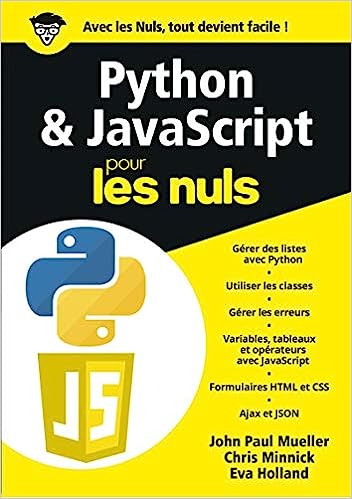 Avec les Nuls, tout devient facile !
Python
& JavaScript
pour
les nuls
Gérer des listes
avec Python
•
Utiliser les classes
•
Gérer les erreurs
•
Variables, tableaux
et opérateurs
avec JavaScript
•
Formulaires HTML et CSS
•
Ajax et JSON
JS
John Paul Mueller
Chris Minnick
Eva Holland